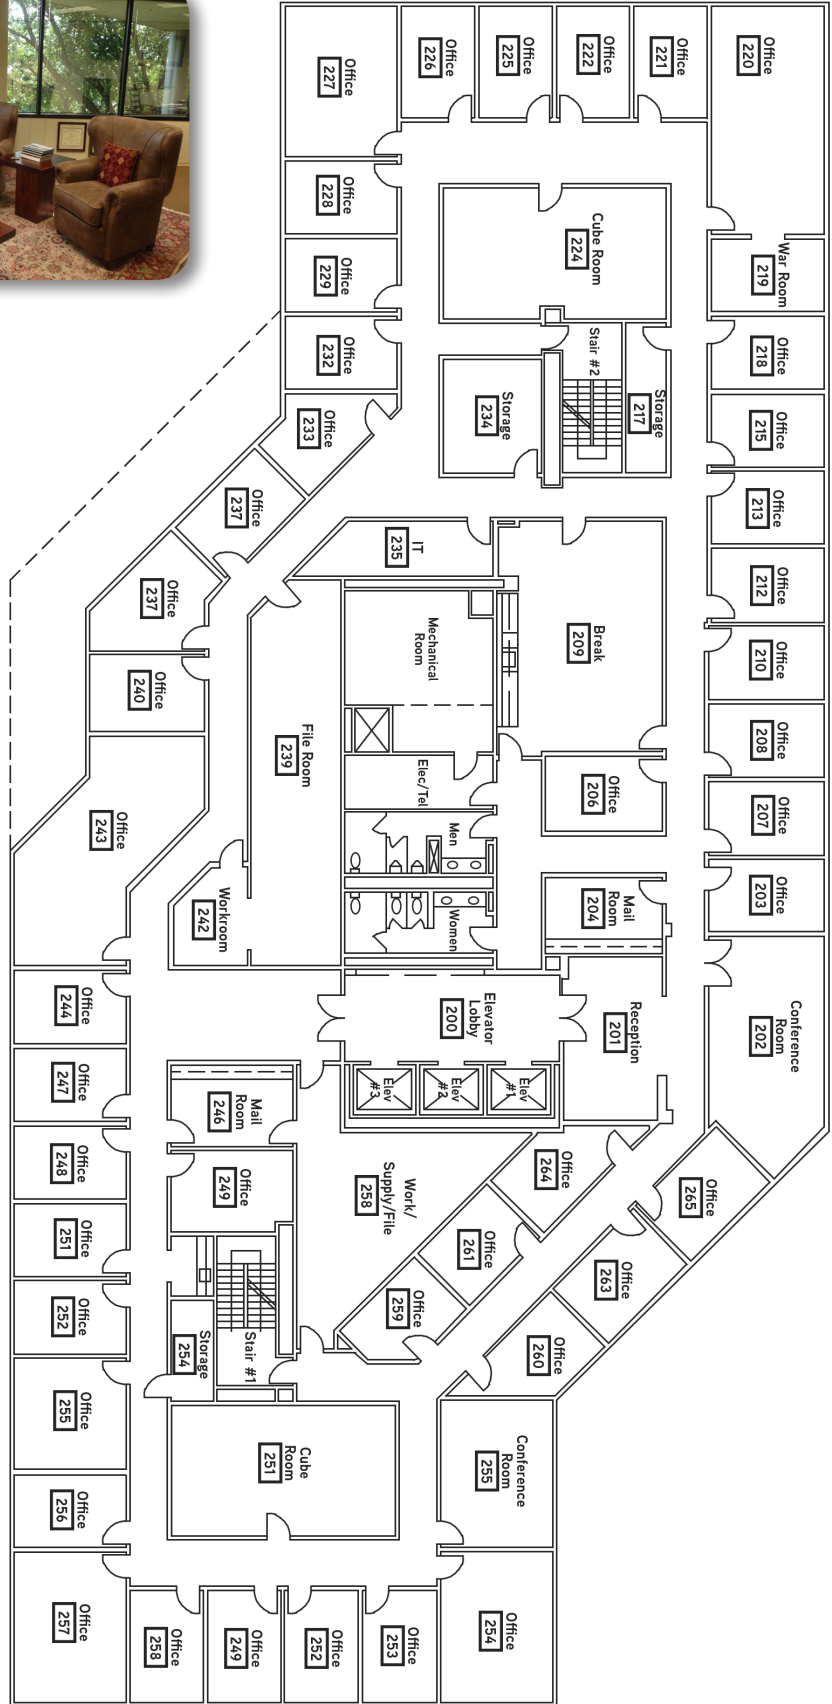 Office
227
Office
226
Office
225
Office
222
Office
221
Office
220
Office
228
Office
229
Office
232
Office
233
Office
237
Office
237
Office
240
Office
243
Cube Room
224
War Room
219
Stair #2
Storage
217
Storage
234
Office
218
Office
215
Office
213
Office
212
Office
210
Office
208
Office
207
Office
203
IT
235
Break
209
Mechanical
Room
File Room
239
Elec/Tel
Office
206
Men
Women
Mail
Room
204
Workroom
242
Elevator
Lobby
200
Reception
201
Conference
Room
202
Elev
#1
Elev
#2
Elev
#3
Office
244
Office
247
Office
248
Office
251
Office
252
Office
255
Office
256
Office
257
Mail
Room
246
Office
249
Work/
Supply/File
258
Office
264
Office
265
Office
261
Office
263
Office
259
Office
260
Storage
254
Stair #1
Cube
Room
251
Conference
Room
255
Office
258
Office
249
Office
252
Office
253
Office
254